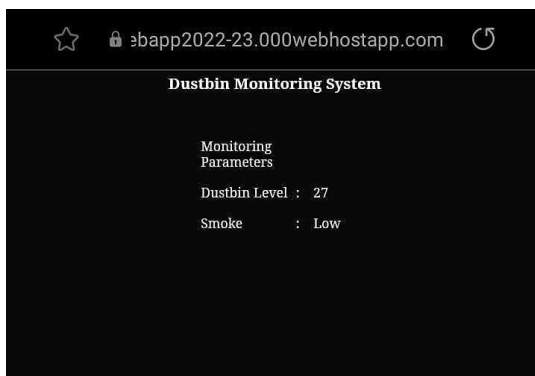 ebapp2022-23.000webhostapp.com
Dustbin Monitoring System
Monitoring
Parameters
Dustbin Level : 27
Smoke : Low